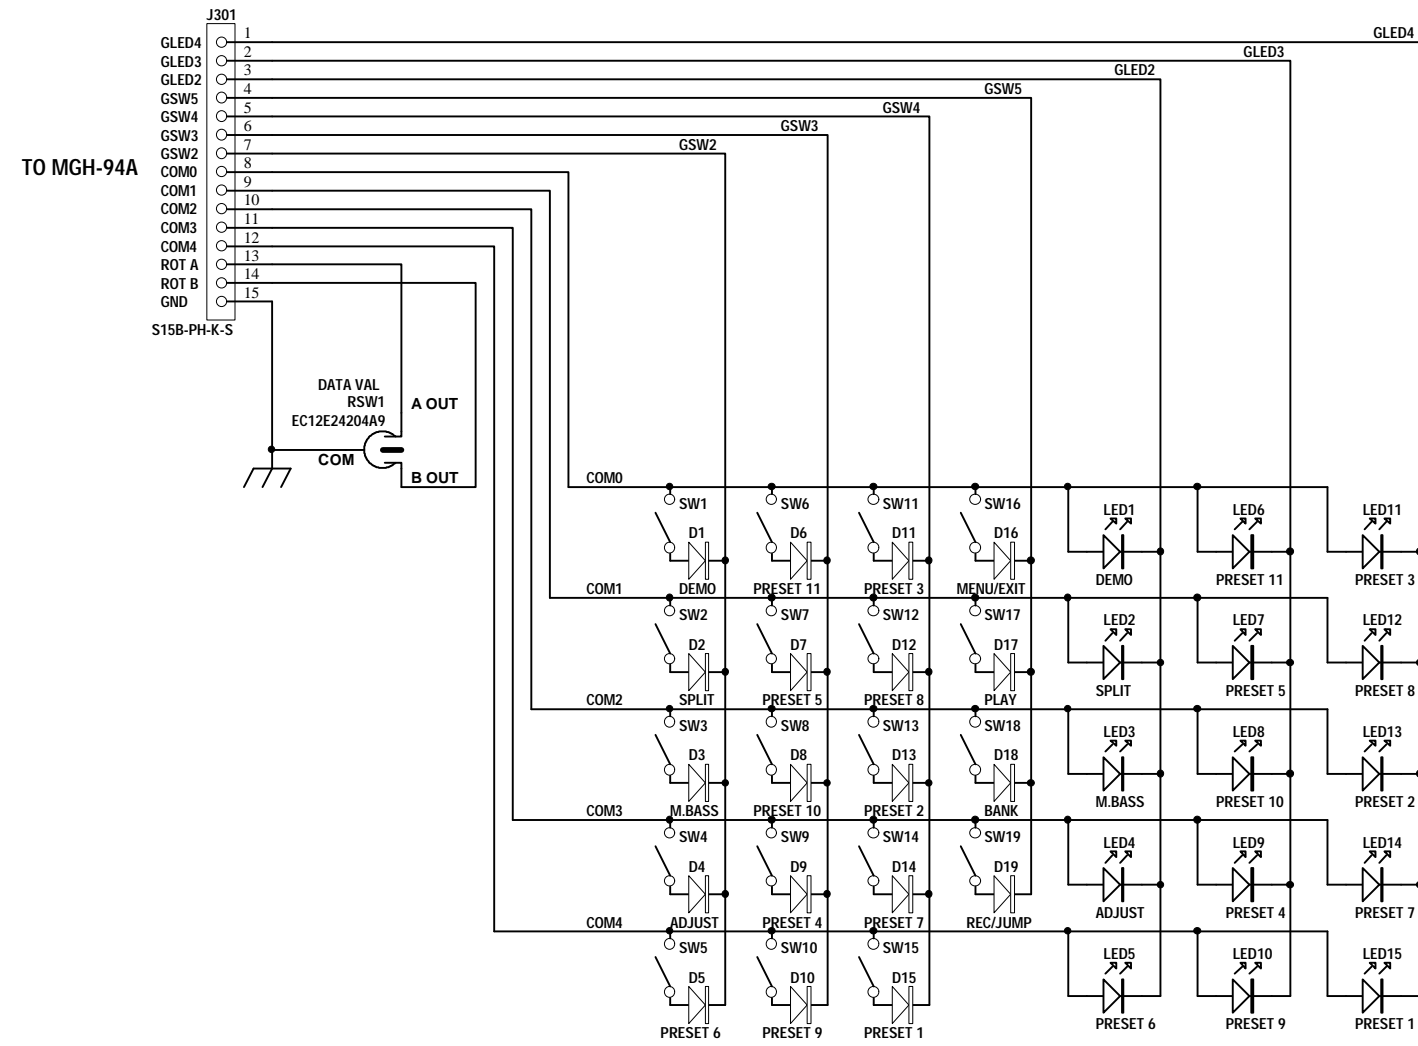 J301
GLED4 1 GLED4
GLED3 2 GLED3
GLED2 3 GLED2
GSW5 4 GSW5
GSW4 5 GSW4
GSW3 6 GSW3
GSW2 7 GSW2
TO MGH-94A
COM0 8
COM1 9
COM2 10
COM3 11
COM4 12
ROT A 13
ROT B 14
GND 15
S15B-PH-K-S
DATA VAL
RSW1
EC12E24204A9
A OUT
COM
B OUT
COM0
SW1 SW6 SW11 SW16 LED1 LED6 LED11
D1 D6 D11 D16
DEMO PRESET 11 PRESET 3 MENU/EXIT DEMO PRESET 11 PRESET 3
COM1
SW2 SW7 SW12 SW17 LED2 LED7 LED12
D2 D7 D12 D17
SPLIT PRESET 5 PRESET 8 PLAY SPLIT PRESET 5 PRESET 8
COM2
SW3 SW8 SW13 SW18 LED3 LED8 LED13
D3 D8 D13 D18
M.BASS PRESET 10 PRESET 2 BANK M.BASS PRESET 10 PRESET 2
COM3
SW4 SW9 SW14 SW19 LED4 LED9 LED14
D4 D9 D14 D19
ADJUST PRESET 4 PRESET 7 REC/JUMP ADJUST PRESET 4 PRESET 7
COM4
SW5 SW10 SW15 LED5 LED10 LED15
D5 D10 D15
PRESET 6 PRESET 9 PRESET 1 PRESET 6 PRESET 9 PRESET 1